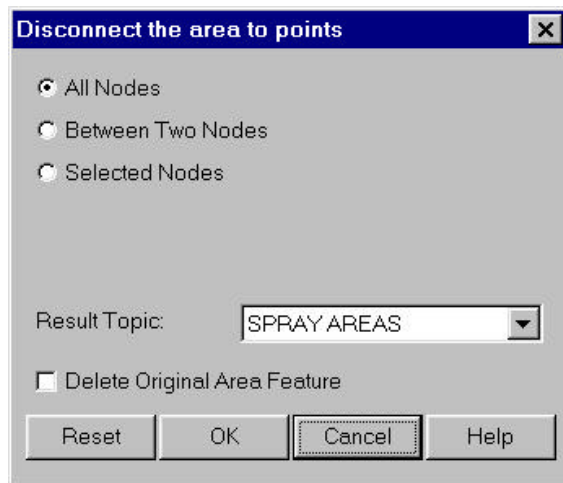 Disconnect the area to points
All Nodes
Between Two Nodes
Selected Nodes
Result Topic: SPRAY AREAS
Delete Original Area Feature
Reset OK Cancel Help